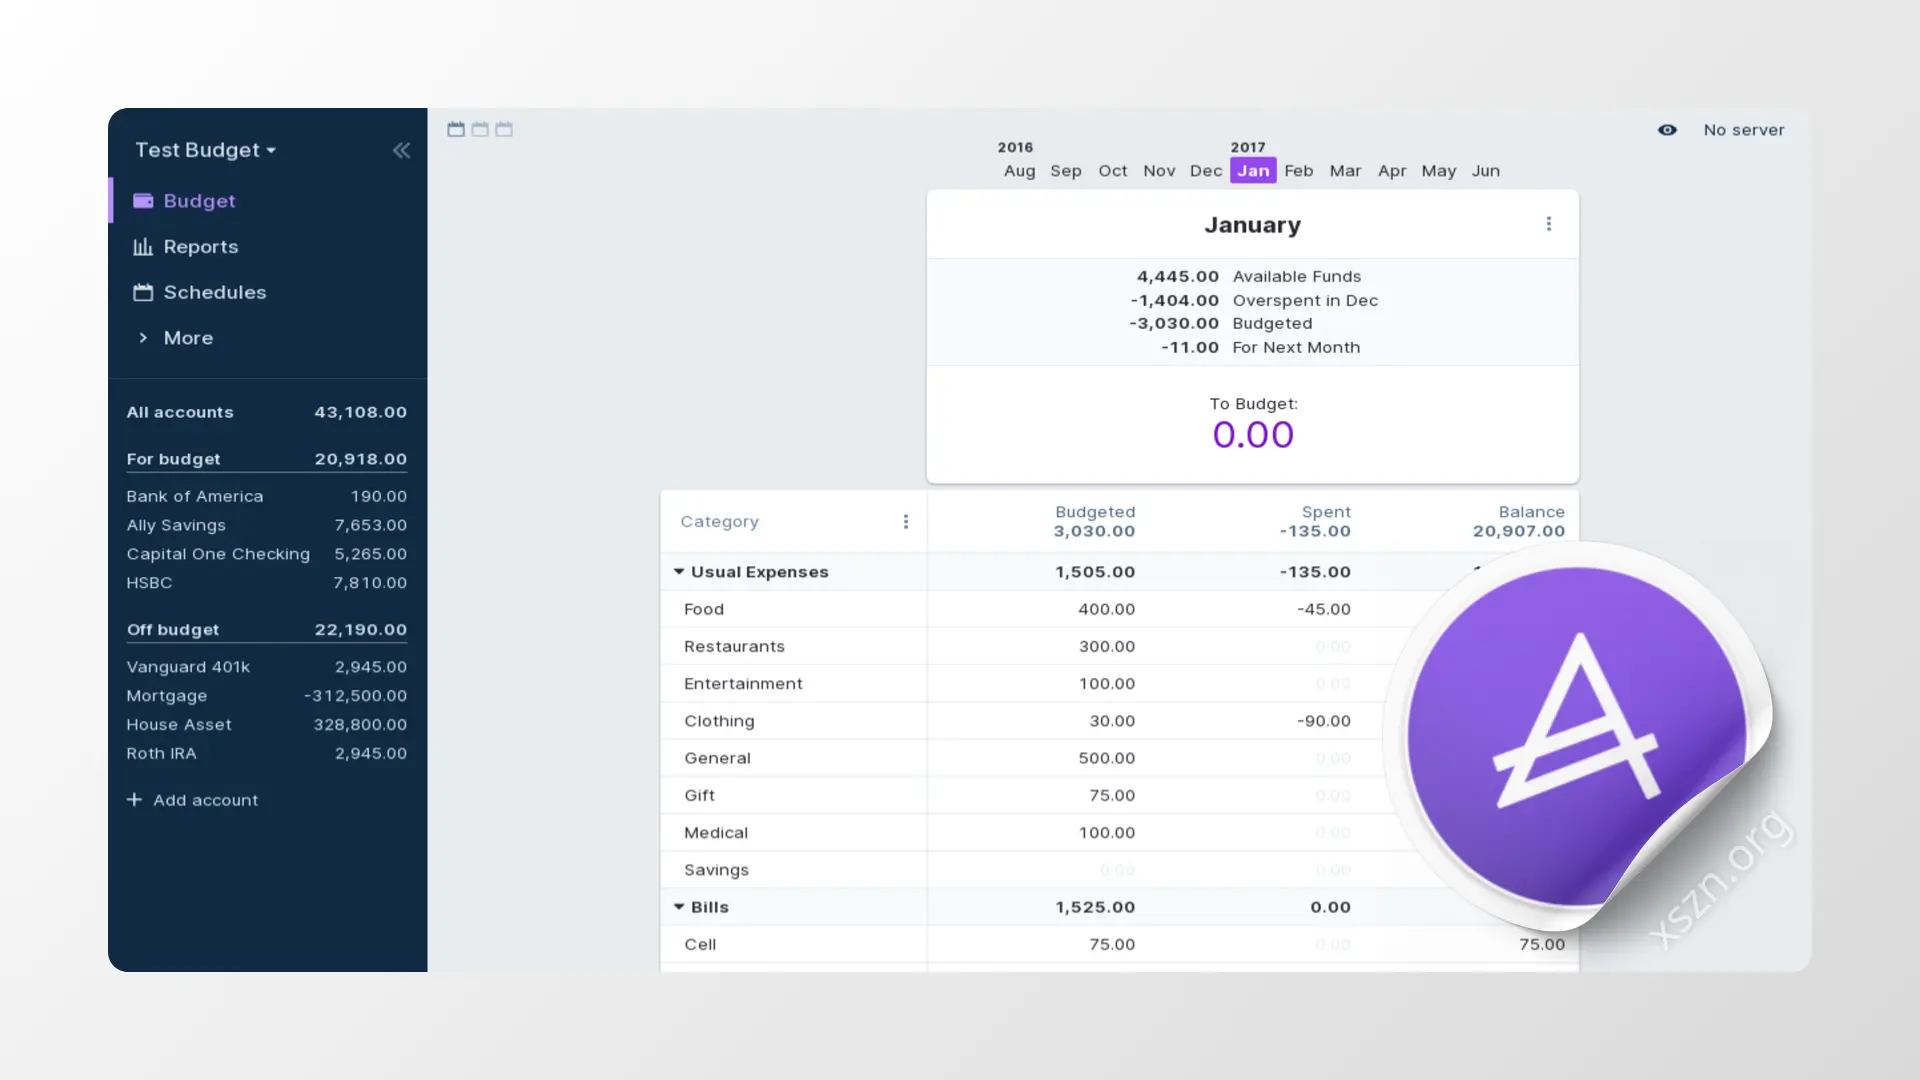 Test Budget
Budget
Reports
Schedules
More
All accounts 43,108.00
For budget 20,918.00
Bank of America 190.00
Ally Savings 7,653.00
Capital One Checking 5,265.00
HSBC 7,810.00
Off budget 22,190.00
Vanguard 401k 2,945.00
Mortgage -312,500.00
House Asset 328,800.00
Roth IRA 2,945.00
Add account
No server
2016 2017
Aug Sep Oct Nov Dec Jan Feb Mar Apr May Jun
January
4,445.00 Available Funds
-1,404.00 Overspent in Dec
-3,030.00 Budgeted
-11.00 For Next Month
To Budget:
0.00
Category Budgeted Spent Balance
3,030.00 -135.00 20,907.00
Usual Expenses 1,505.00 -135.00
Food 400.00 -45.00
Restaurants 300.00 0.00
Entertainment 100.00 0.00
Clothing 30.00 -90.00
General 500.00 0.00
Gift 75.00 0.00
Medical 100.00 0.00
Savings 0.00 0.00
Bills 1,525.00 0.00
Cell 75.00 0.00 75.00
xszn.org